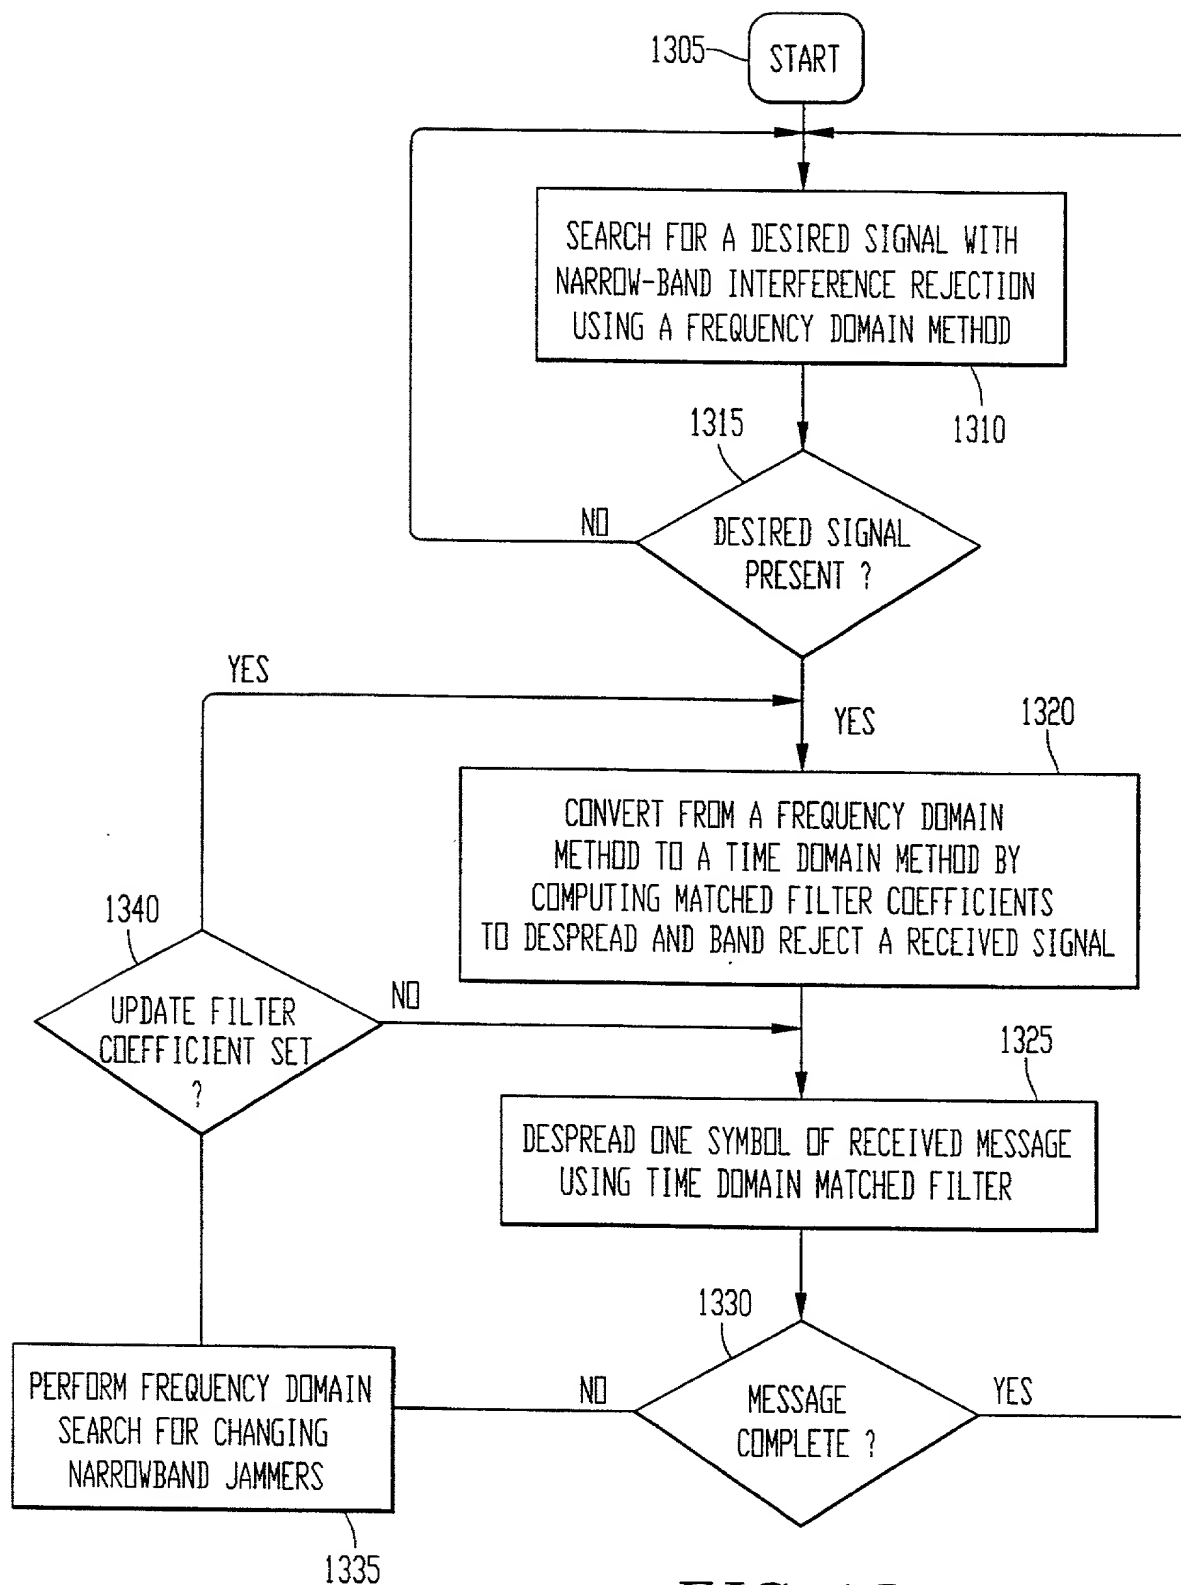 1305
START
SEARCH FOR A DESIRED SIGNAL WITH
NARROW-BAND INTERFERENCE REJECTION
USING A FREQUENCY DOMAIN METHOD
1310
1315
NO
DESIRED SIGNAL
PRESENT ?
YES
YES
1320
CONVERT FROM A FREQUENCY DOMAIN
METHOD TO A TIME DOMAIN METHOD BY
COMPUTING MATCHED FILTER COEFFICIENTS
TO DESPREAD AND BAND REJECT A RECEIVED SIGNAL
1340
UPDATE FILTER
COEFFICIENT SET
?
NO
1325
DESPREAD ONE SYMBOL OF RECEIVED MESSAGE
USING TIME DOMAIN MATCHED FILTER
1330
MESSAGE
COMPLETE ?
NO
YES
PERFORM FREQUENCY DOMAIN
SEARCH FOR CHANGING
NARROWBAND JAMMERS
1335